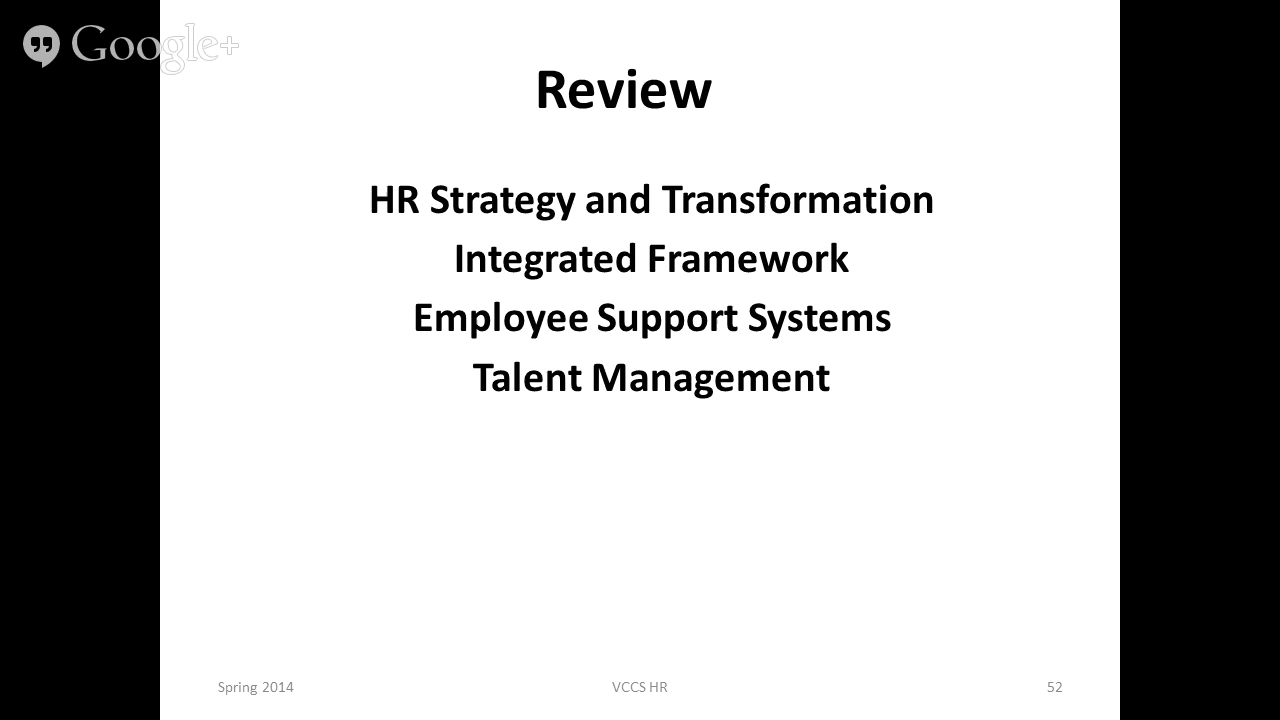 Google+
Review
HR Strategy and Transformation
Integrated Framework
Employee Support Systems
Talent Management
Spring 2014
VCCS HR
52